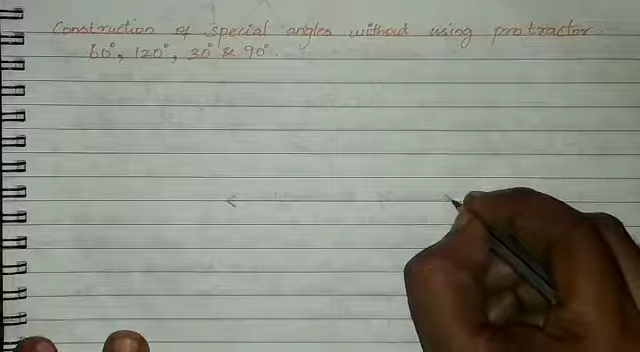 Construction of special angles without using protractor.
60°, 120°, 30° & 90°.